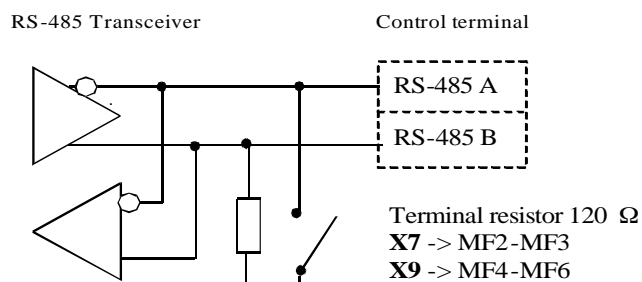 RS-485 Transceiver
Control terminal
RS-485 A
RS-485 B
Terminal resistor 120 Ω
X7 -> MF2-MF3
X9 -> MF4-MF6